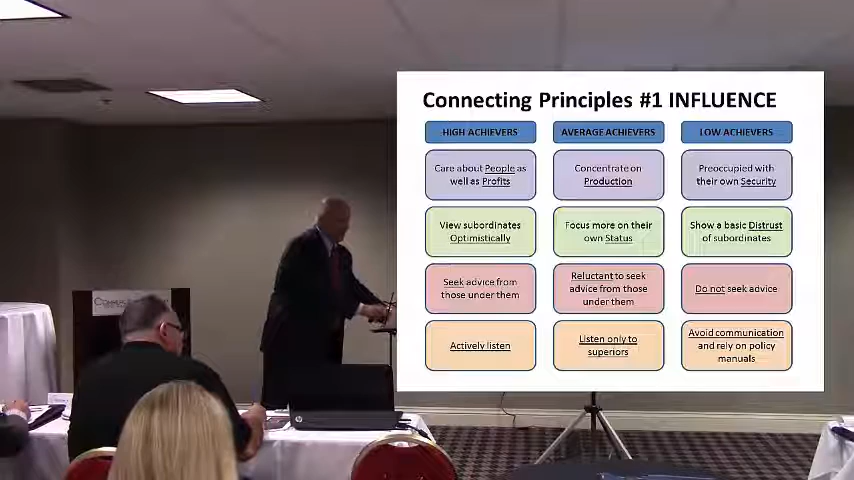 Connecting Principles #1 INFLUENCE
HIGH ACHIEVERS
AVERAGE ACHIEVERS
LOW ACHIEVERS
Care about People as
well as Profits
Concentrate on
Production
Preoccupied with
their own Security
View subordinates
Optimistically
Focus more on their
own Status
Show a basic Distrust
of subordinates
Seek advice from
those under them
Reluctant to seek
advice from those
under them
Do not seek advice
Actively listen
Listen only to
superiors
Avoid communication
and rely on policy
manuals
hp